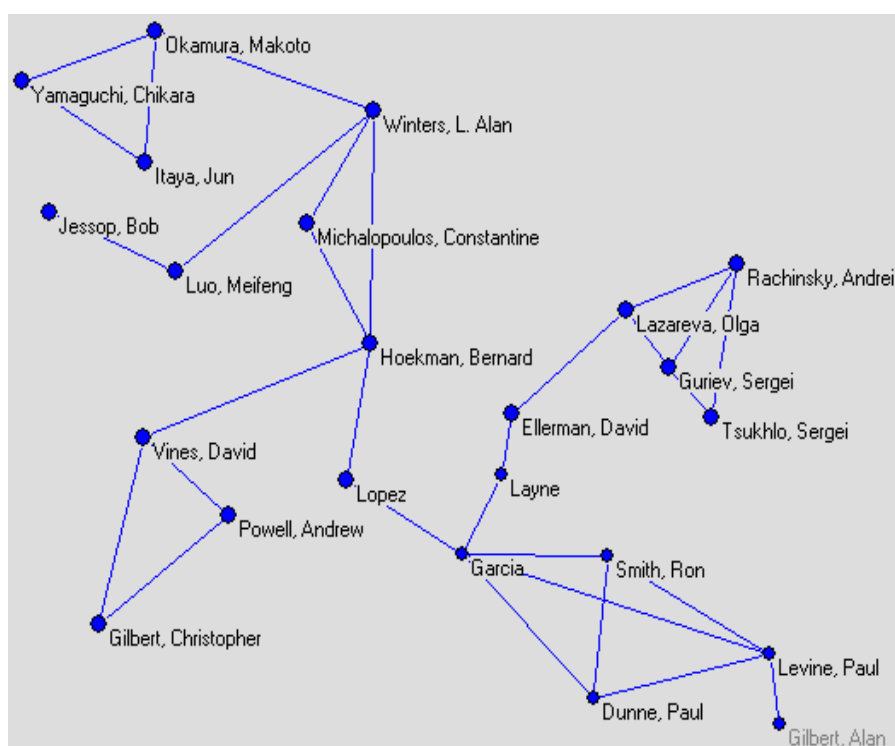 Okamura, Makoto
Yamaguchi, Chikara
Winters, L. Alan
Itaya, Jun
Jessop, Bob
Michalopoulos, Constantine
Luo, Meifeng
Rachinsky, Andrei
Lazareva, Olga
Hoekman, Bernard
Guriev, Sergei
Ellerman, David
Tsukhlo, Sergei
Vines, David
Layne
Lopez
Powell, Andrew
Garcia
Smith, Ron
Gilbert, Christopher
Levine, Paul
Dunne, Paul
Gilbert, Alan